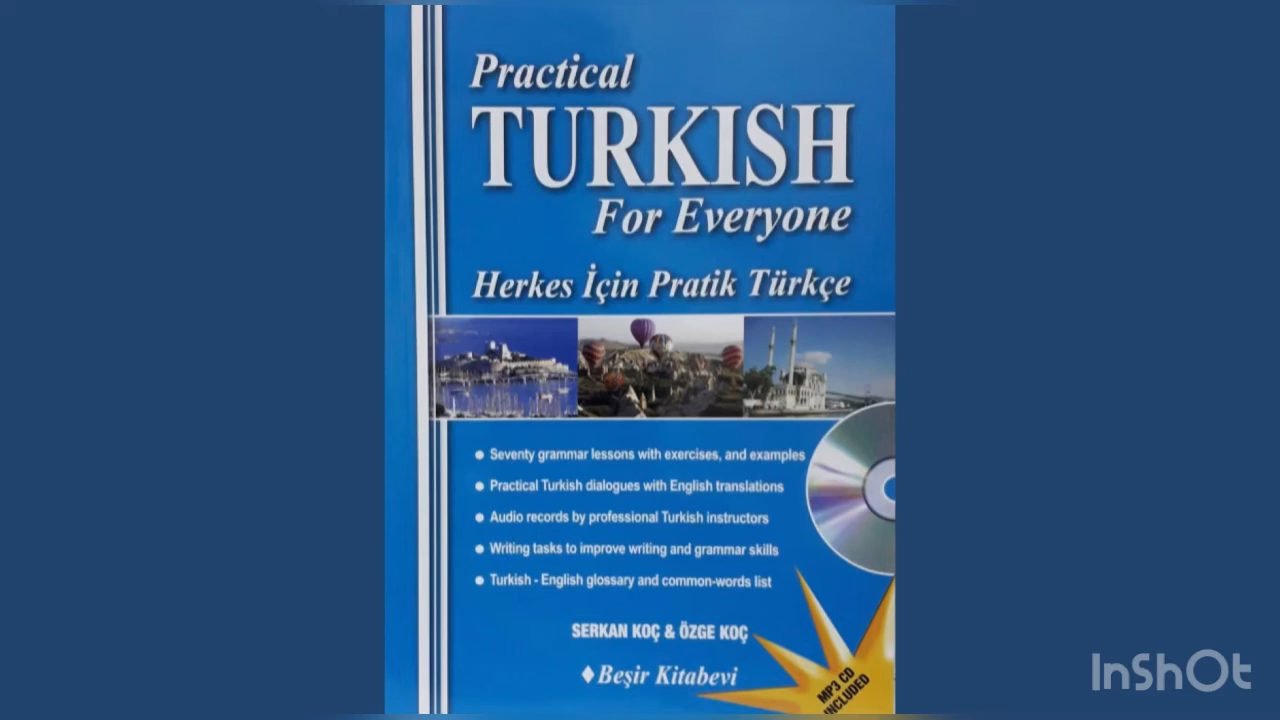 Practical
TURKISH
For Everyone
Herkes İçin Pratik Türkçe
Seventy grammar lessons with exercises, and examples
Practical Turkish dialogues with English translations
Audio records by professional Turkish instructors
Writing tasks to improve writing and grammar skills
Turkish - English glossary and common-words list
SERKAN KOÇ & ÖZGE KOÇ
Beşir Kitabevi
MP3 CD
INCLUDED
InShOt